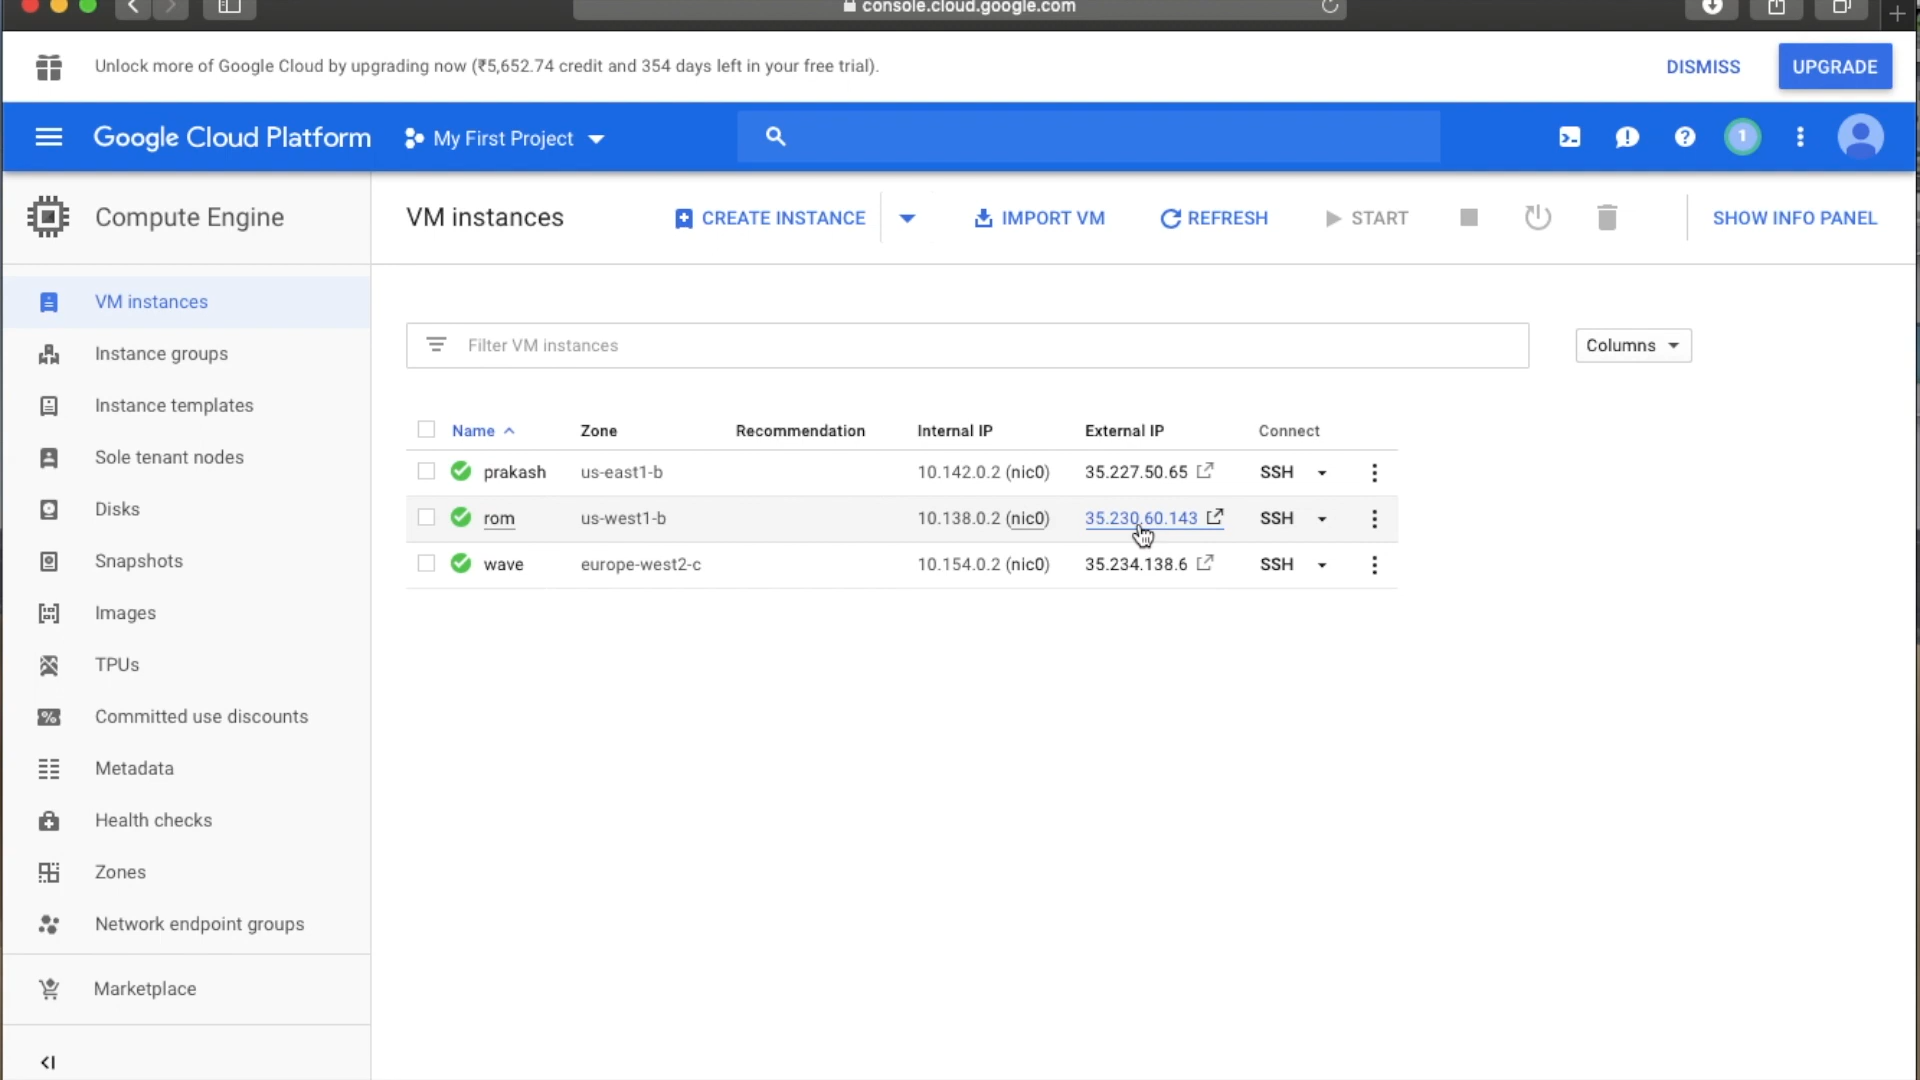 console.cloud.google.com
Unlock more of Google Cloud by upgrading now (₹5,652.74 credit and 354 days left in your free trial).
DISMISS
UPGRADE
Google Cloud Platform
My First Project
1
Compute Engine
VM instances
CREATE INSTANCE
IMPORT VM
REFRESH
START
SHOW INFO PANEL
VM instances
Instance groups
Instance templates
Sole tenant nodes
Disks
Snapshots
Images
TPUs
Committed use discounts
Metadata
Health checks
Zones
Network endpoint groups
Marketplace
Filter VM instances
Columns
Name Zone Recommendation Internal IP External IP Connect
prakash us-east1-b 10.142.0.2 (nic0) 35.227.50.65 SSH
rom us-west1-b 10.138.0.2 (nic0) 35.230.60.143 SSH
wave europe-west2-c 10.154.0.2 (nic0) 35.234.138.6 SSH